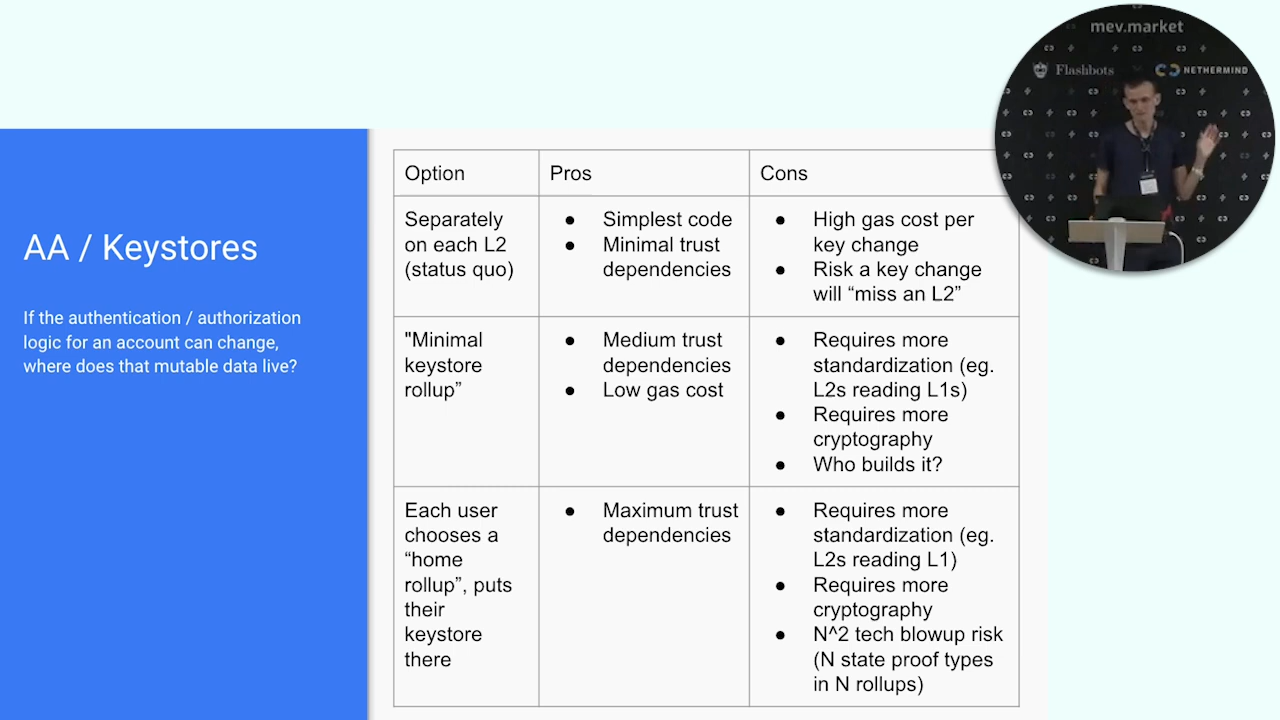 mev.market
Flashbots
NETHERMIND
AA / Keystores
If the authentication / authorization
logic for an account can change,
where does that mutable data live?
Option
Pros
Cons
Separately
on each L2
(status quo)
● Simplest code
● Minimal trust
dependencies
● High gas cost per
key change
● Risk a key change
will “miss an L2”
"Minimal
keystore
rollup”
● Medium trust
dependencies
● Low gas cost
● Requires more
standardization (eg.
L2s reading L1s)
● Requires more
cryptography
● Who builds it?
Each user
chooses a
“home
rollup”, puts
their
keystore
there
● Maximum trust
dependencies
● Requires more
standardization (eg.
L2s reading L1)
● Requires more
cryptography
● N^2 tech blowup risk
(N state proof types
in N rollups)